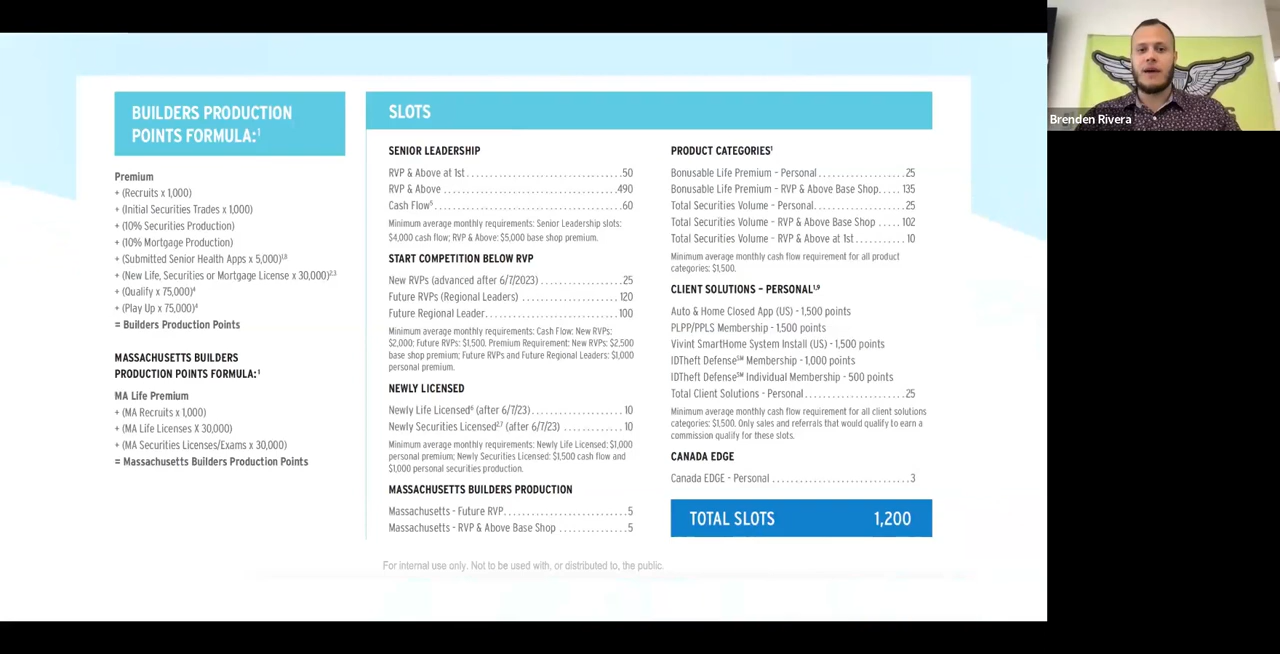 BUILDERS PRODUCTION
POINTS FORMULA:1
Premium
+ (Recruits x 1,000)
+ (Initial Securities Trades x 1,000)
+ (10% Securities Production)
+ (10% Mortgage Production)
+ (Submitted Senior Health Apps x 5,000)1,8
+ (New Life, Securities or Mortgage License x 30,000)2,3
+ (Qualify x 75,000)4
+ (Play Up x 75,000)4
= Builders Production Points
MASSACHUSETTS BUILDERS
PRODUCTION POINTS FORMULA:1
MA Life Premium
+ (MA Recruits x 1,000)
+ (MA Life Licenses X 30,000)
+ (MA Securities Licenses/Exams x 30,000)
= Massachusetts Builders Production Points
SLOTS
SENIOR LEADERSHIP
RVP & Above at 1st 50
RVP & Above 490
Cash Flow5 60
Minimum average monthly requirements: Senior Leadership slots:
$4,000 cash flow; RVP & Above: $5,000 base shop premium.
START COMPETITION BELOW RVP
New RVPs (advanced after 6/7/2023) 25
Future RVPs (Regional Leaders) 120
Future Regional Leader 100
Minimum average monthly requirements: Cash Flow: New RVPs:
$2,000; Future RVPs: $1,500. Premium Requirement: New RVPs: $2,500
base shop premium; Future RVPs and Future Regional Leaders: $1,000
personal premium.
NEWLY LICENSED
Newly Life Licensed6 (after 6/7/23) 10
Newly Securities Licensed2,7 (after 6/7/23) 10
Minimum average monthly requirements: Newly Life Licensed: $1,000
personal premium; Newly Securities Licensed: $1,500 cash flow and
$1,000 personal securities production.
MASSACHUSETTS BUILDERS PRODUCTION
Massachusetts - Future RVP 5
Massachusetts - RVP & Above Base Shop 5
PRODUCT CATEGORIES1
Bonusable Life Premium - Personal 25
Bonusable Life Premium - RVP & Above Base Shop 135
Total Securities Volume - Personal 25
Total Securities Volume - RVP & Above Base Shop 102
Total Securities Volume - RVP & Above at 1st 10
Minimum average monthly cash flow requirement for all product
categories: $1,500.
CLIENT SOLUTIONS – PERSONAL1,9
Auto & Home Closed App (US) - 1,500 points
PLPP/PPLS Membership - 1,500 points
Vivint SmartHome System Install (US) - 1,500 points
IDTheft DefenseSM Membership - 1,000 points
IDTheft DefenseSM Individual Membership - 500 points
Total Client Solutions - Personal 25
Minimum average monthly cash flow requirement for all client solutions
categories: $1,500. Only sales and referrals that would qualify to earn a
commission qualify for these slots.
CANADA EDGE
Canada EDGE - Personal 3
TOTAL SLOTS 1,200
For internal use only. Not to be used with, or distributed to, the public.
Brenden Rivera